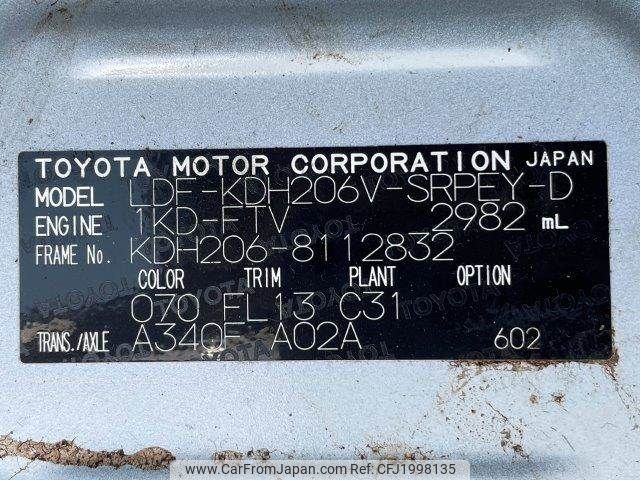 TOYOTA MOTOR CORPORATION JAPAN
MODEL LDF-KDH206V-SRPEY-D
ENGINE 1KD-FTV 2982 mL
FRAME No. KDH206-8112832
COLOR TRIM PLANT OPTION
070 FL13 C31
TRANS./AXLE A340F A02A 602
www.CarFromJapan.com | CFJ1998135